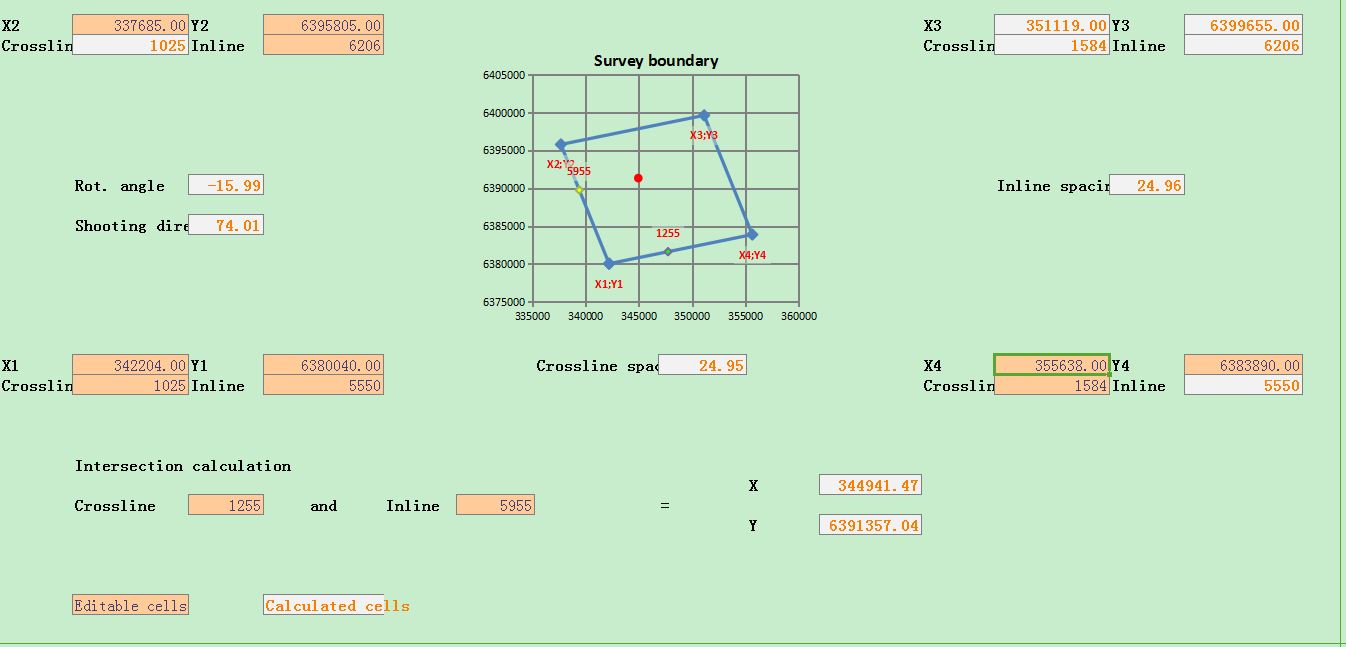 X2 337685.00 Y2 6395805.00 X3 351119.00 Y3 6399655.00
Crosslin 1025 Inline 6206 Crosslin 1584 Inline 6206
Survey boundary
6405000
6400000
6395000
6390000
6385000
6380000
6375000
335000 340000 345000 350000 355000 360000
X3;Y3
X2;Y2
5955
1255
X4;Y4
X1;Y1
Rot. angle -15.99 Inline spacin 24.96
Shooting dire 74.01
X1 342204.00 Y1 6380040.00 Crossline spac 24.95 X4 355638.00 Y4 6383890.00
Crosslin 1025 Inline 5550 Crosslin 1584 Inline 5550
Intersection calculation
X 344941.47
Crossline 1255 and Inline 5955 =
Y 6391357.04
Editable cells Calculated cells